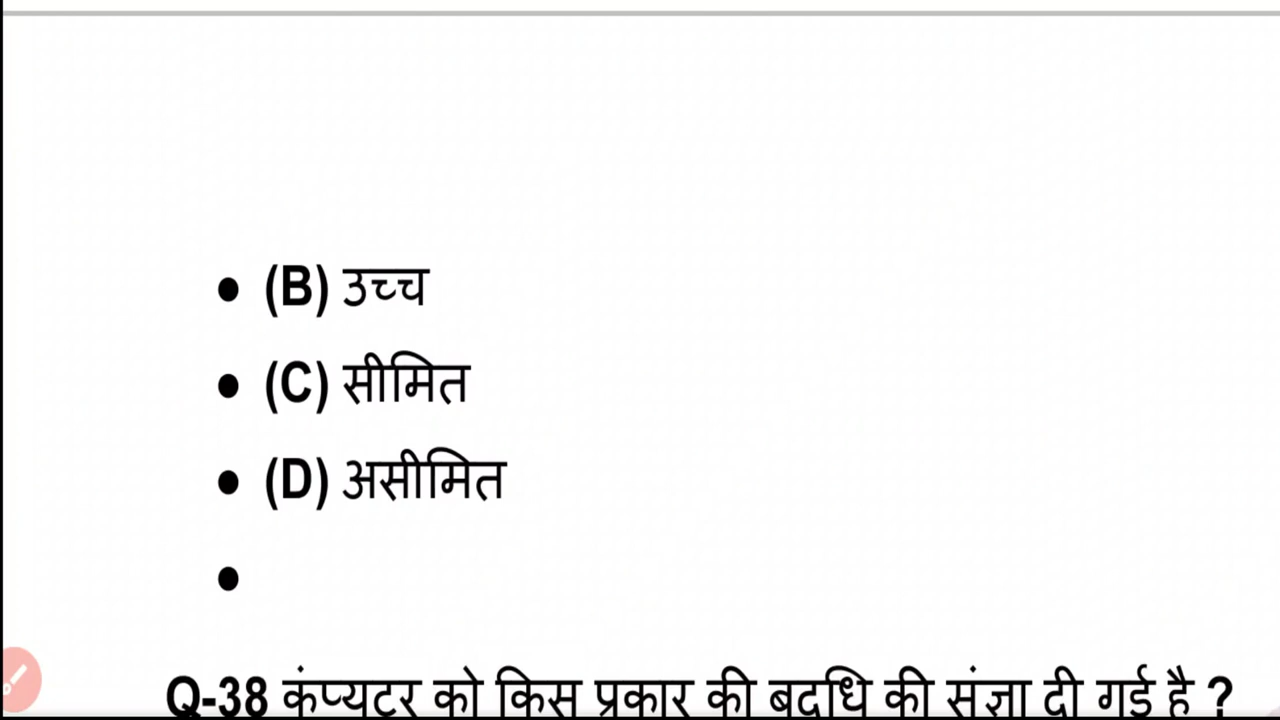 • (B) उच्च
• (C) सीमित
• (D) असीमित
•
Q-38 कंप्यूटर को किस प्रकार की बुद्धि की संज्ञा दी गई है ?